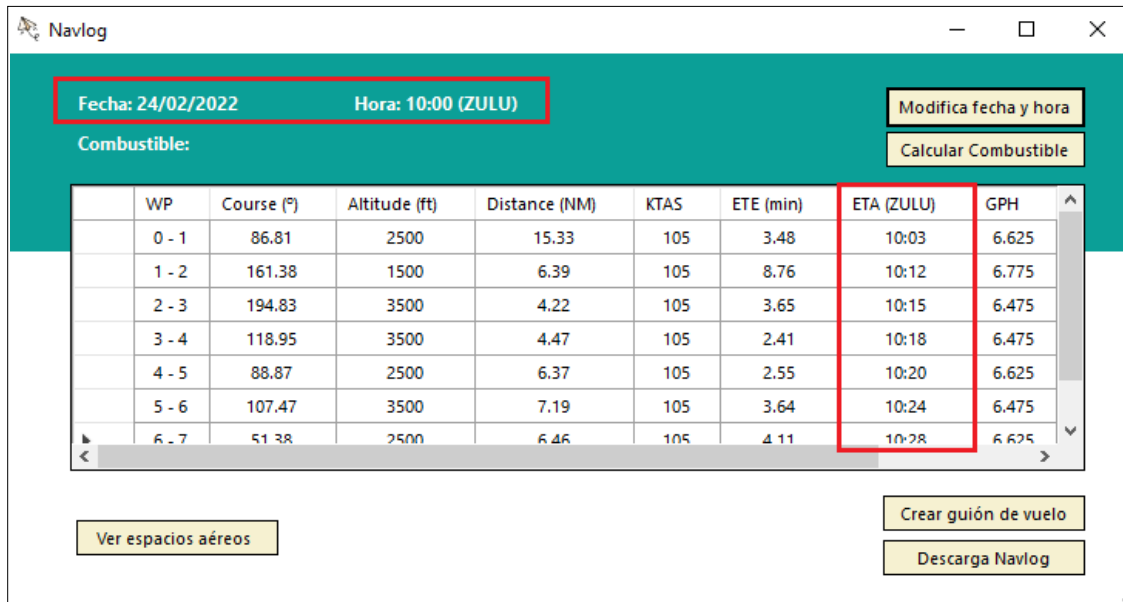 Navlog
Fecha: 24/02/2022 Hora: 10:00 (ZULU)
Modifica fecha y hora
Combustible:
Calcular Combustible
WP Course (º) Altitude (ft) Distance (NM) KTAS ETE (min) ETA (ZULU) GPH
0 - 1 86.81 2500 15.33 105 3.48 10:03 6.625
1 - 2 161.38 1500 6.39 105 8.76 10:12 6.775
2 - 3 194.83 3500 4.22 105 3.65 10:15 6.475
3 - 4 118.95 3500 4.47 105 2.41 10:18 6.475
4 - 5 88.87 2500 6.37 105 2.55 10:20 6.625
5 - 6 107.47 3500 7.19 105 3.64 10:24 6.475
6 - 7 51.38 2500 6.46 105 4.11 10:28 6.625
Crear guión de vuelo
Ver espacios aéreos
Descarga Navlog